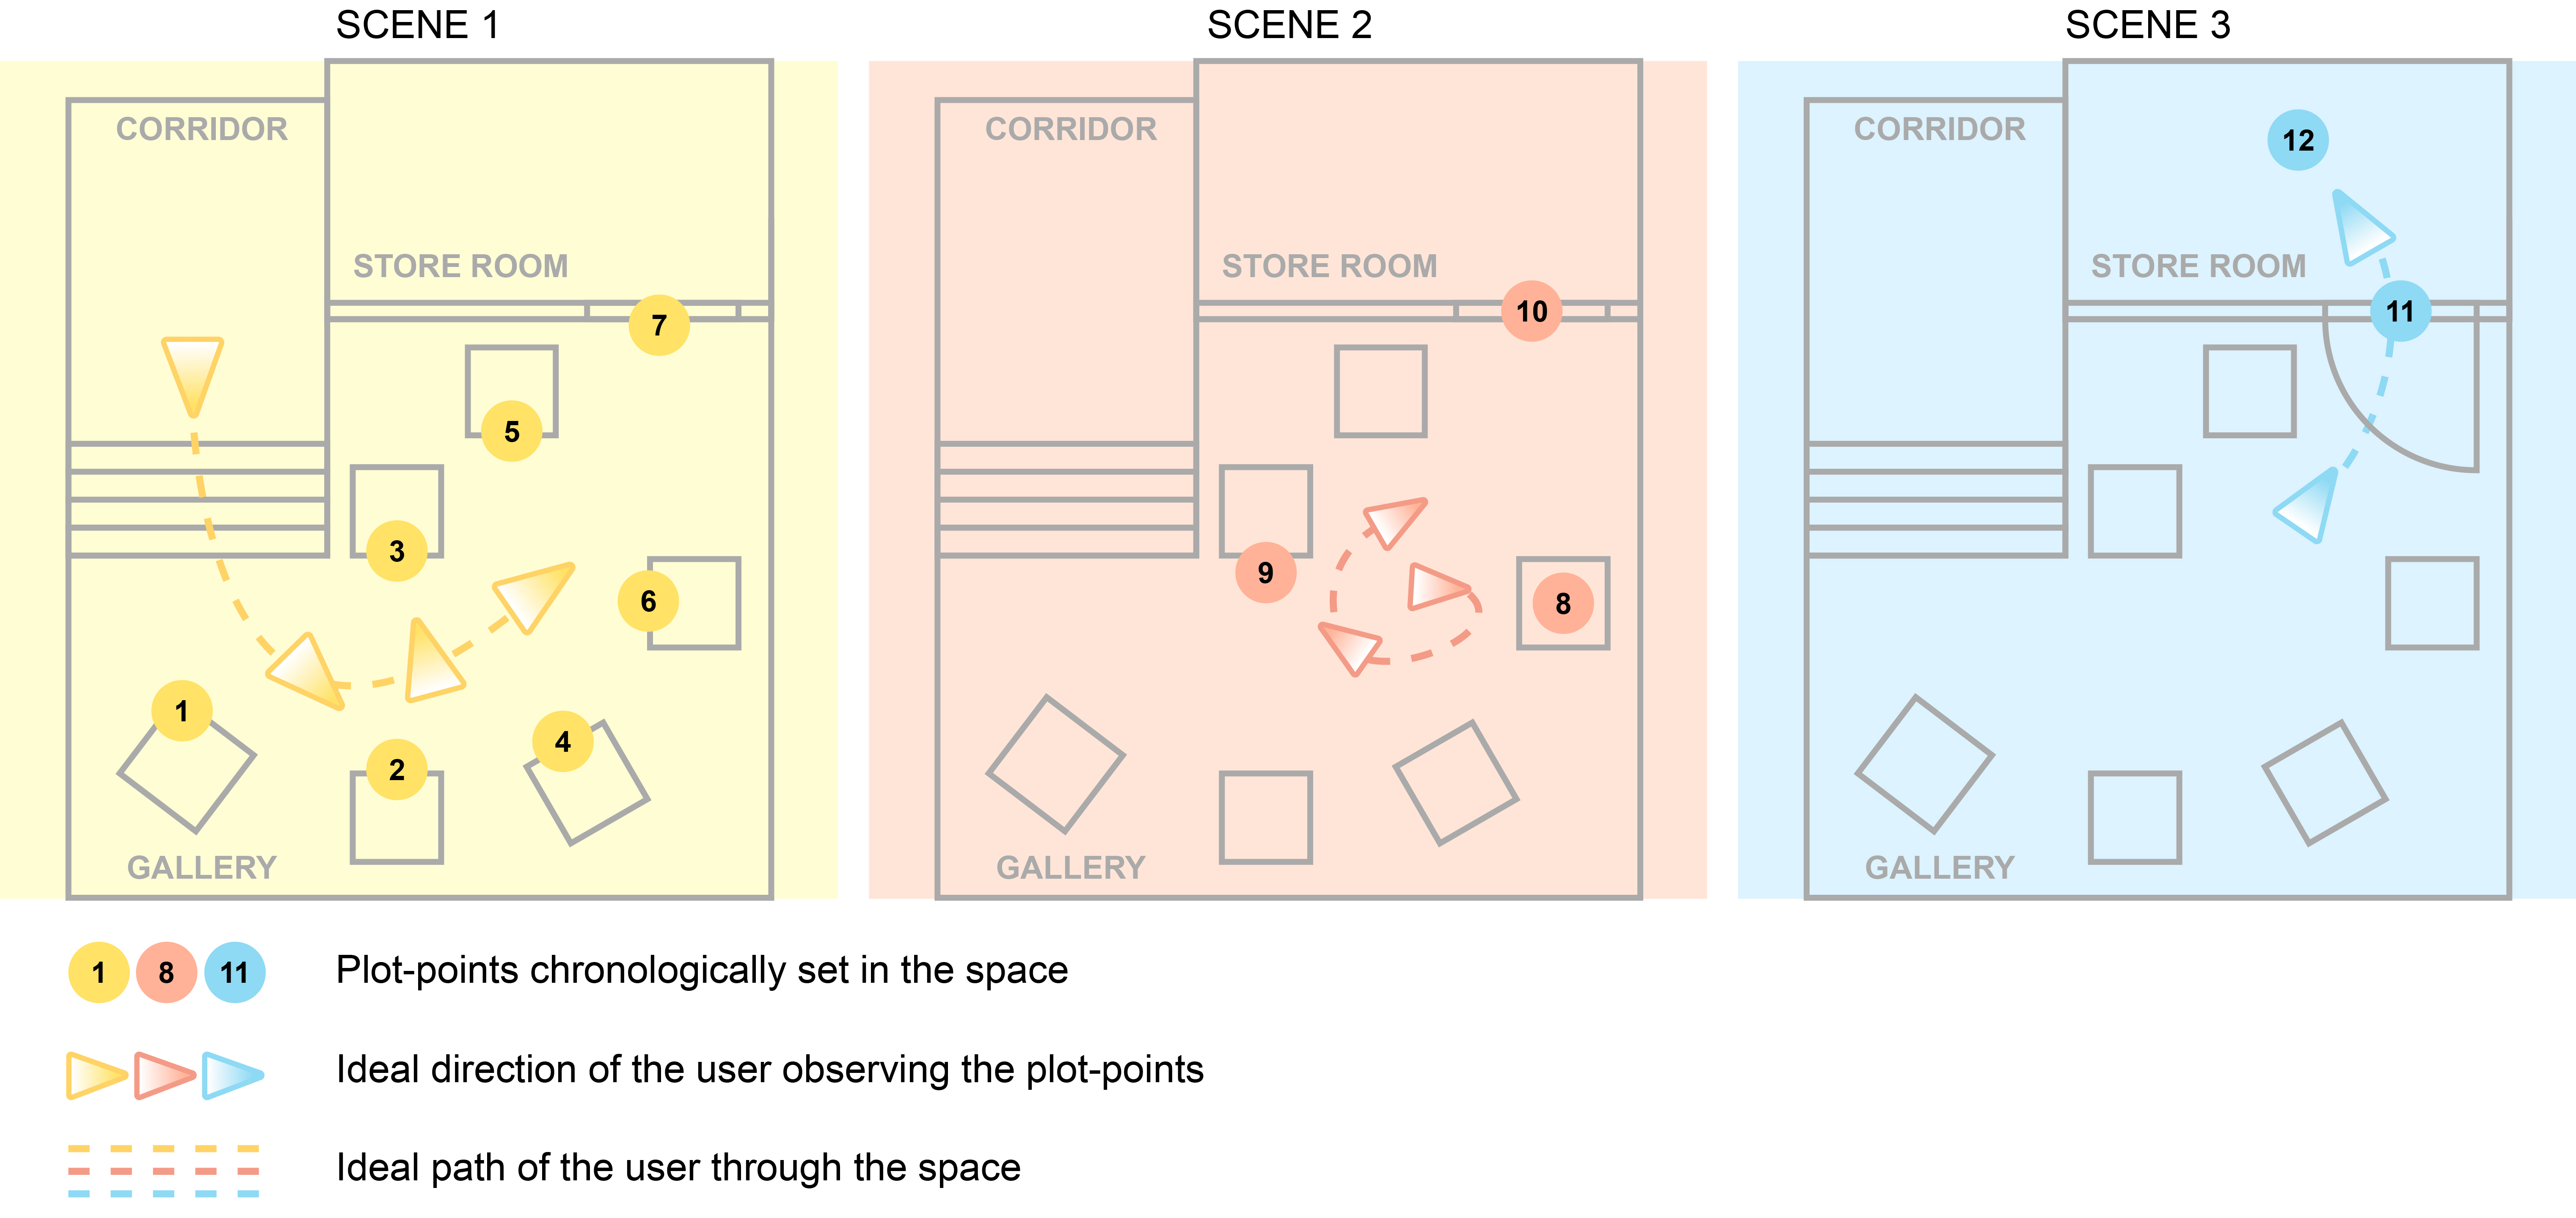 SCENE 1
SCENE 2
SCENE 3
CORRIDOR
STORE ROOM
7
5
3
6
1
4
2
GALLERY
CORRIDOR
STORE ROOM
10
9
8
GALLERY
CORRIDOR
12
STORE ROOM
11
GALLERY
1 8 11 Plot-points chronologically set in the space
Ideal direction of the user observing the plot-points
Ideal path of the user through the space